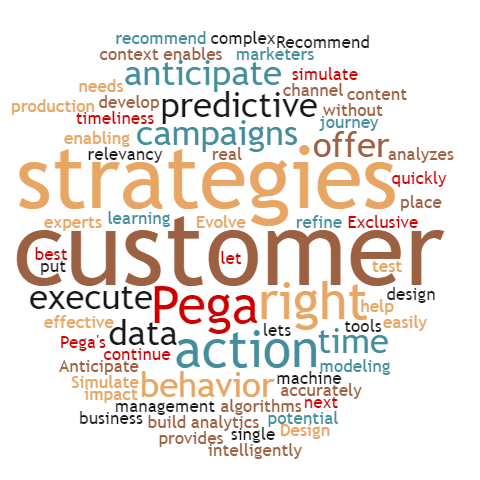 recommend complex Recommend
context enables marketers
anticipate simulate
needs channel content
production develop predictive without
timeliness journey
enabling campaigns offer
relevancy real analyzes
strategies quickly
place
experts learning Evolve refine Exclusive
customer
best let test
put
execute Pega right design
help
effective data lets tools easily
Pega's action time
continue
Anticipate modeling
Simulate behavior machine
impact accurately
management algorithms next
business build analytics potential
provides single Design
intelligently